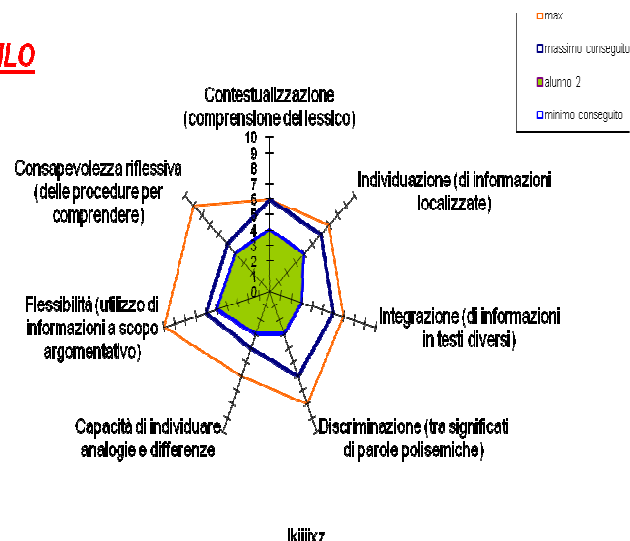 max
massimo conseguito
alunno 2
minimo conseguito
ILO
Contestualizzazione
(comprensione del lessico)
10
9
8
7
6
5
4
3
2
1
0
Individuazione (di informazioni
localizzate)
Integrazione (di informazioni
in testi diversi)
Discriminazione (tra significati
di parole polisemiche)
Capacità di individuare
analogie e differenze
Flessibilità (utilizzo di
informazioni a scopo
argomentativo)
Consapevolezza riflessiva
(delle procedure per
comprendere)